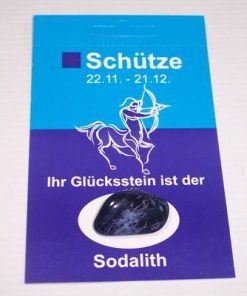 Schütze
22.11. - 21.12.
Ihr Glücksstein ist der
Sodalith